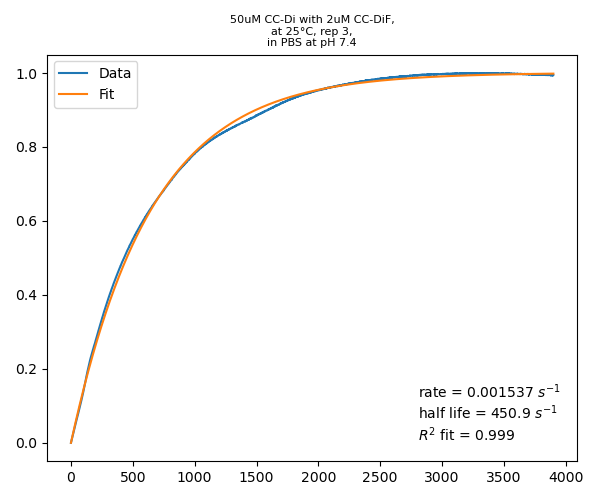 50uM CC-Di with 2uM CC-DiF,
at 25°C, rep 3,
in PBS at pH 7.4
1.0
Data
Fit
0.8
0.6
0.4
0.2
0.0
rate = 0.001537 s⁻¹
half life = 450.9 s⁻¹
R² fit = 0.999
0 500 1000 1500 2000 2500 3000 3500 4000